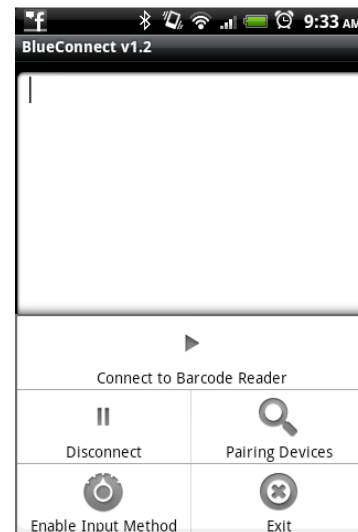 9:33 AM
BlueConnect v1.2
Connect to Barcode Reader
Disconnect
Pairing Devices
Enable Input Method
Exit